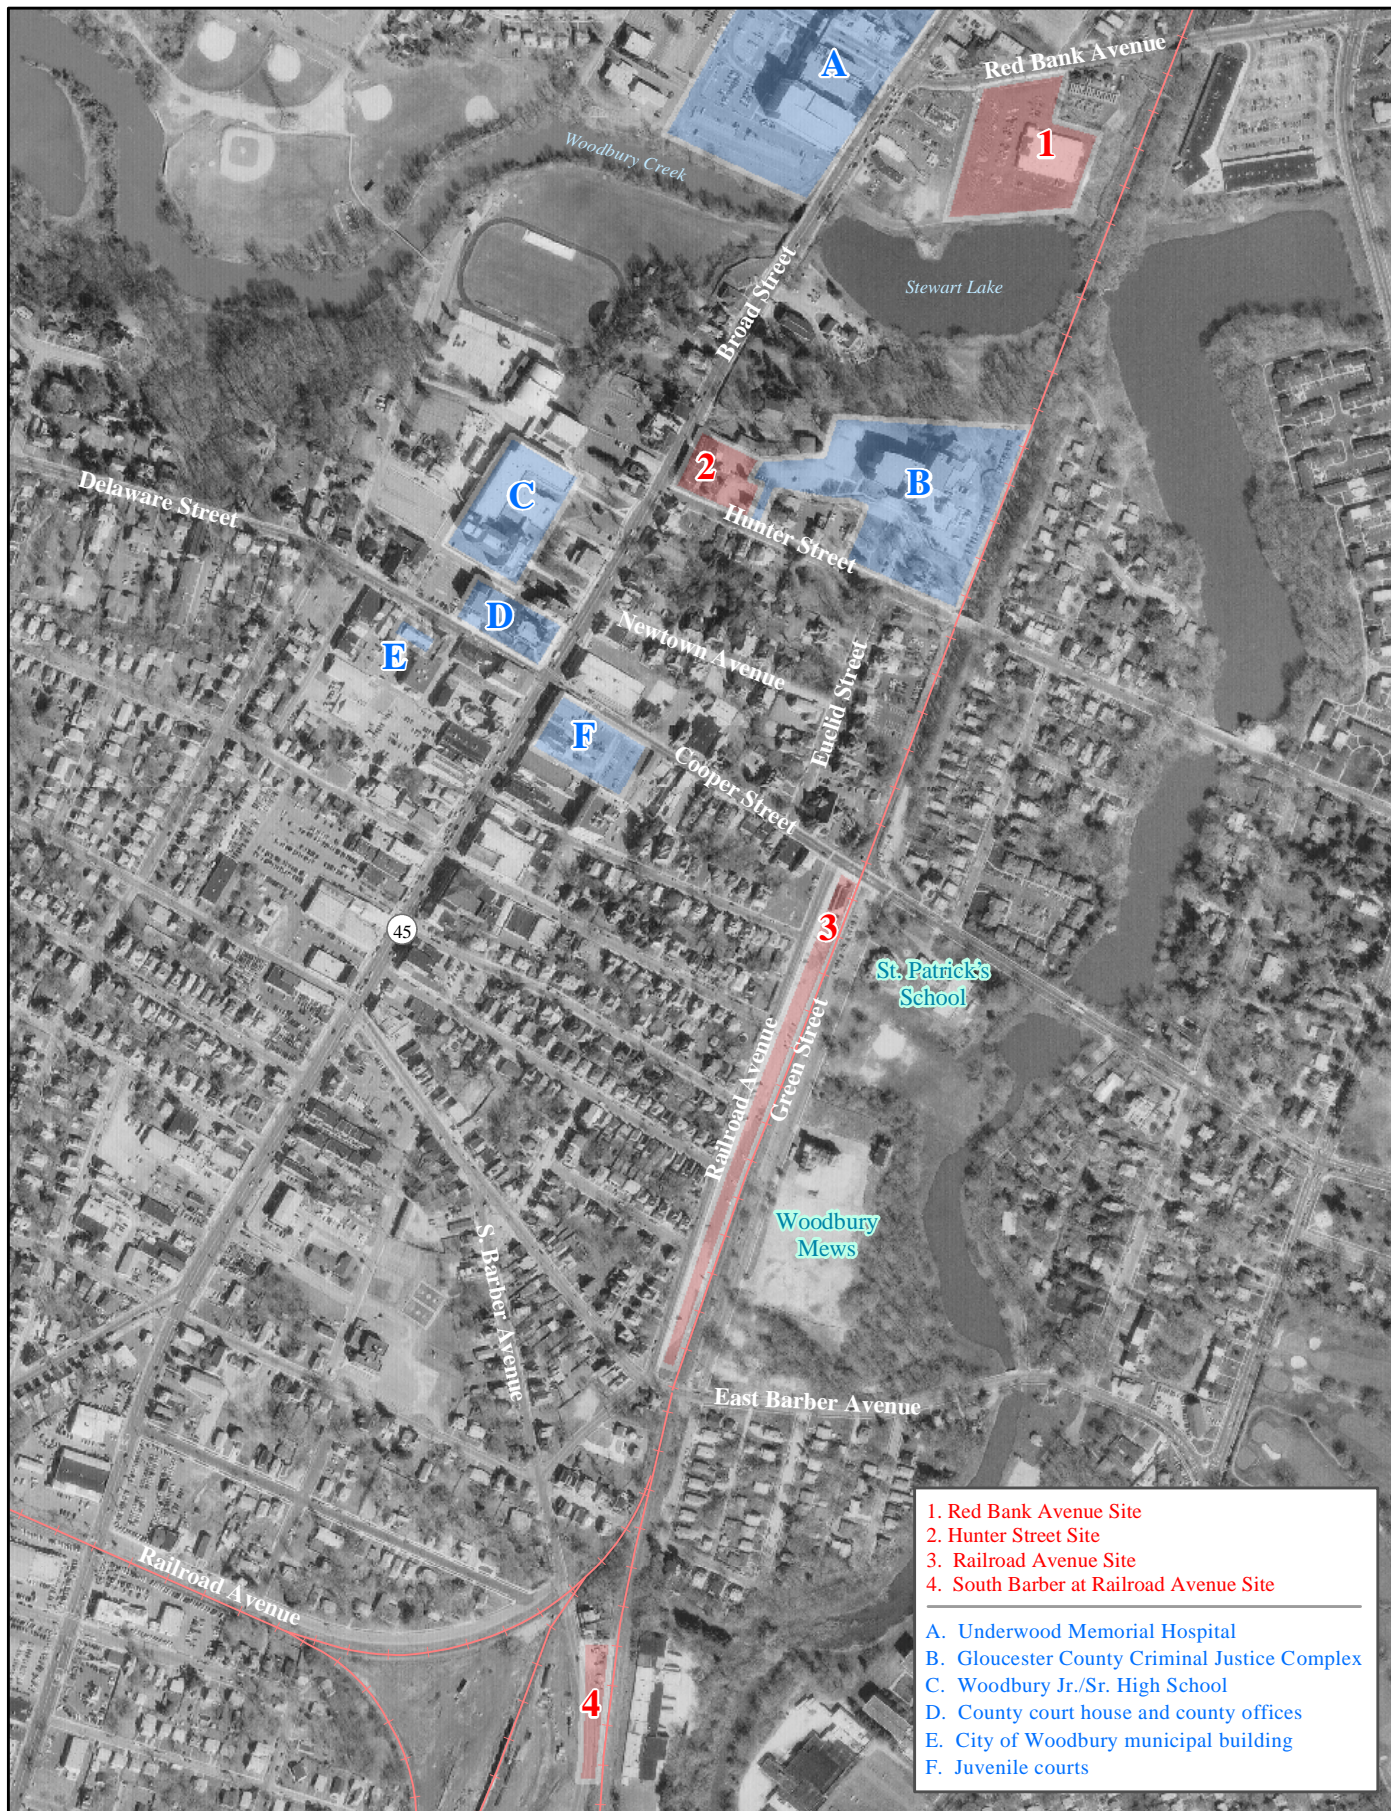 A
Red Bank Avenue
1
Woodbury Creek
Stewart Lake
Broad Street
2
B
C
Delaware Street
Hunter Street
D
E
Newtown Avenue
Euclid Street
F
Cooper Street
3
45
St. Patrick's
School
Railroad Avenue
Green Street
Woodbury
Mews
S. Barber Avenue
East Barber Avenue
Railroad Avenue
4
1. Red Bank Avenue Site
2. Hunter Street Site
3. Railroad Avenue Site
4. South Barber at Railroad Avenue Site
A. Underwood Memorial Hospital
B. Gloucester County Criminal Justice Complex
C. Woodbury Jr./Sr. High School
D. County court house and county offices
E. City of Woodbury municipal building
F. Juvenile courts